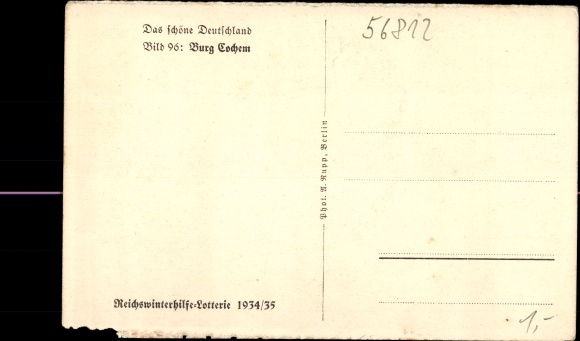 Das schöne Deutschland
Bild 96: Burg Cochem
Reichswinterhilfe-Lotterie 1934/35
Phot. A. Rupp, Berlin
56812
1,-